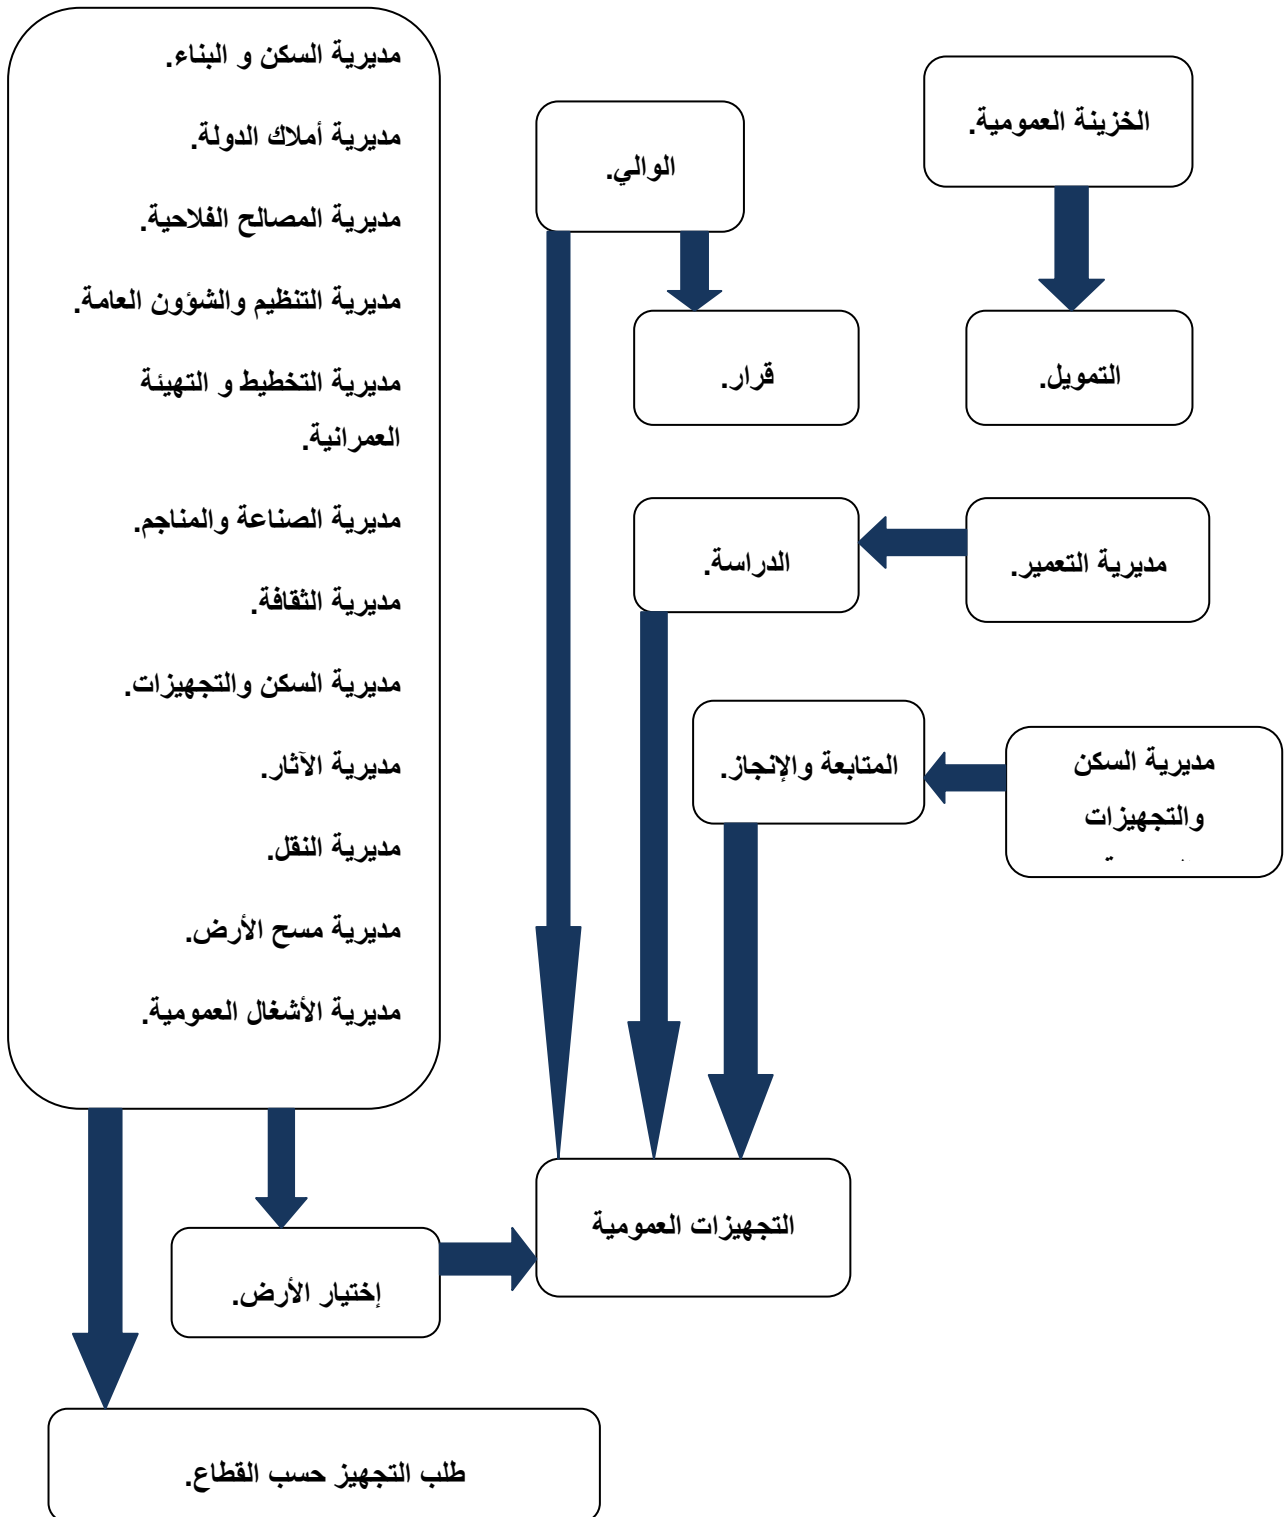 الخزينة العمومية.
الوالي.
التمويل.
قرار.
مديرية التعمير.
الدراسة.
مديرية السكن
والتجهيزات
المتابعة والإنجاز.
مديرية السكن و البناء.
مديرية أملاك الدولة.
مديرية المصالح الفلاحية.
مديرية التنظيم والشؤون العامة.
مديرية التخطيط و التهيئة
العمرانية.
مديرية الصناعة والمناجم.
مديرية الثقافة.
مديرية السكن والتجهيزات.
مديرية الآثار.
مديرية النقل.
مديرية مسح الأرض.
مديرية الأشغال العمومية.
التجهيزات العمومية
إختيار الأرض.
طلب التجهيز حسب القطاع.